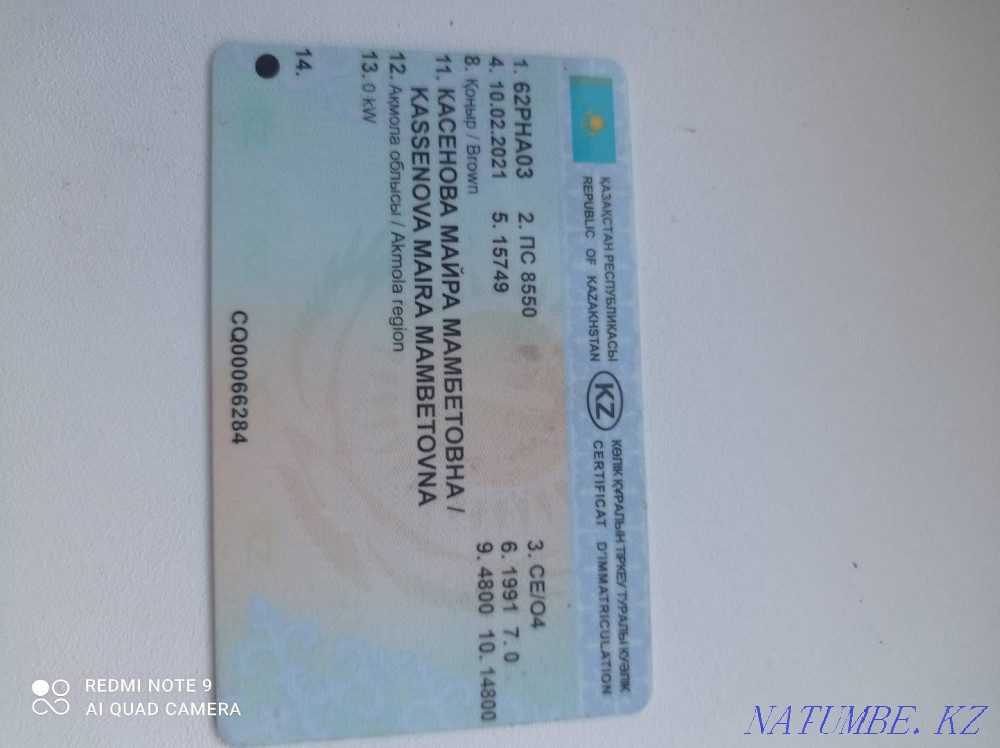 ҚАЗАҚСТАН РЕСПУБЛИКАСЫ
REPUBLIC OF KAZAKHSTAN
KZ
КӨЛІК ҚҰРАЛЫН ТІРКЕУ ТУРАЛЫ КУӘЛІК
CERTIFICAT D'IMMATRICULATION
1. 62PHA03 2. ПС 8550 3. CE/O4
4. 10.02.2021 5. 15749 6. 1991 7. 0
8. Қоңыр / Brown 9. 4800 10. 14800
11. КАСЕНОВА МАЙРА МАМБЕТОВНА /
KASSENOVA MAIRA MAMBETOVNA
12. Ақмола облысы / Akmola region
13. 0 kW
14.
CQ00066284
REDMI NOTE 9
AI QUAD CAMERA
NATUMBE.KZ